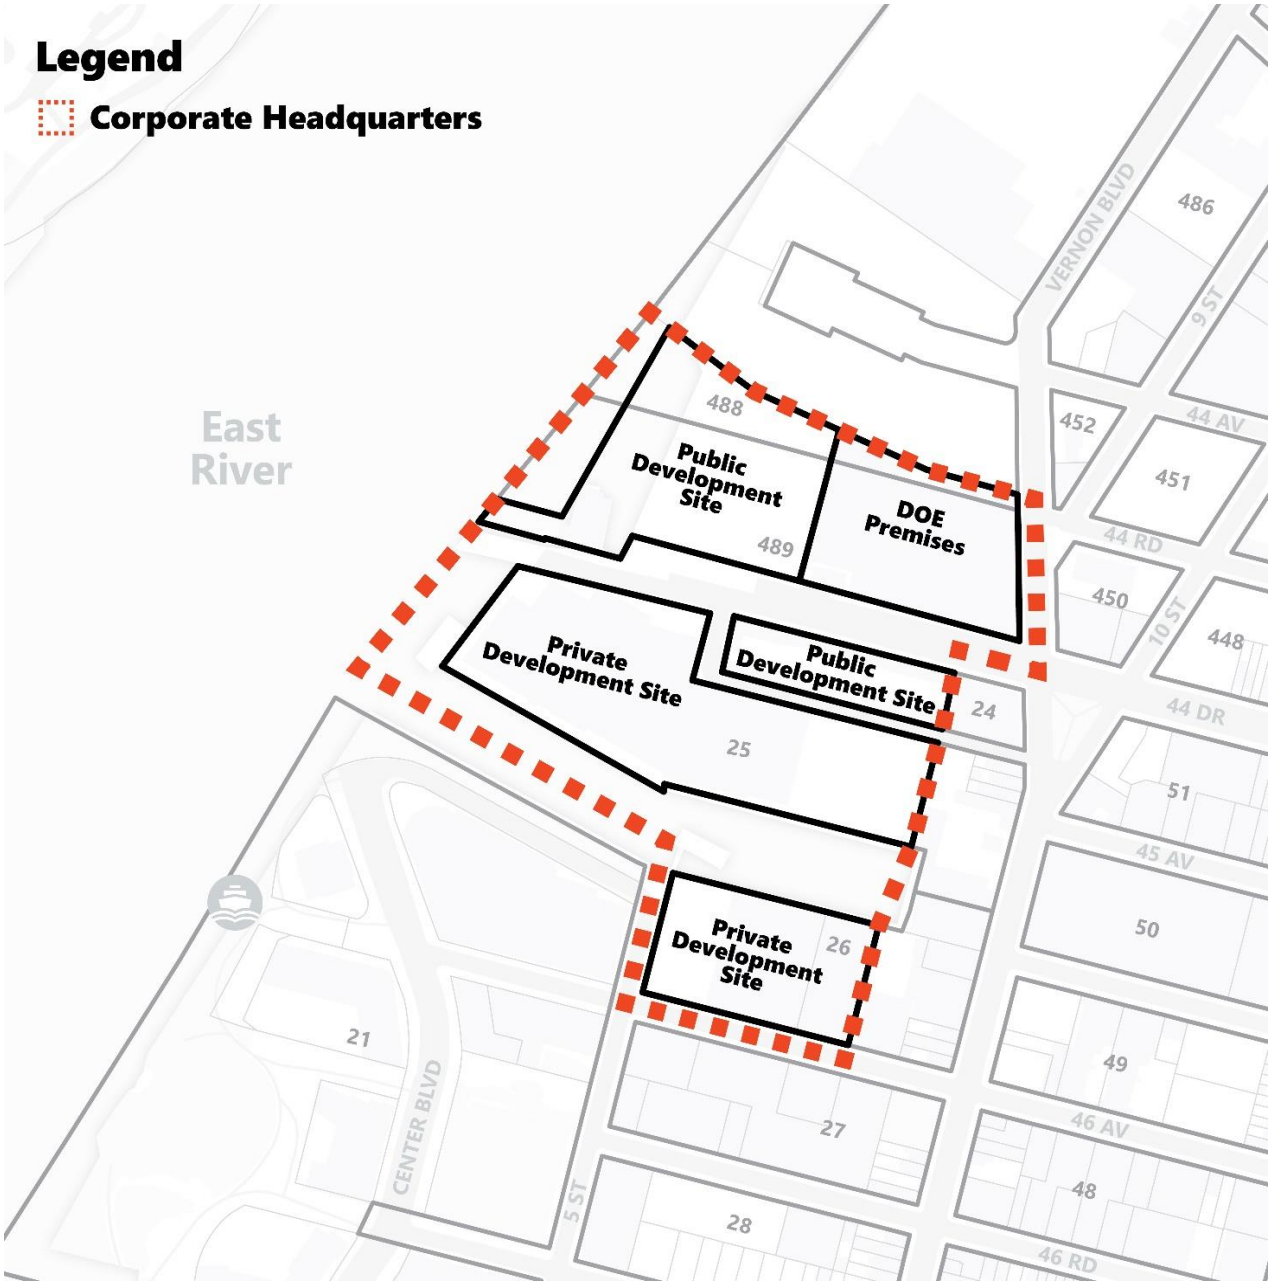 Legend
Corporate Headquarters
VERNON BLVD
486
9 ST
East
River
488
452
44 AV
451
Public
Development
Site
DOE
Premises
489
44 RD
450
10 ST
448
Private
Development Site
Public
Development Site
24
44 DR
25
51
45 AV
Private
Development
Site
26
50
21
49
CENTER BLVD
27
46 AV
48
5 ST
28
46 RD